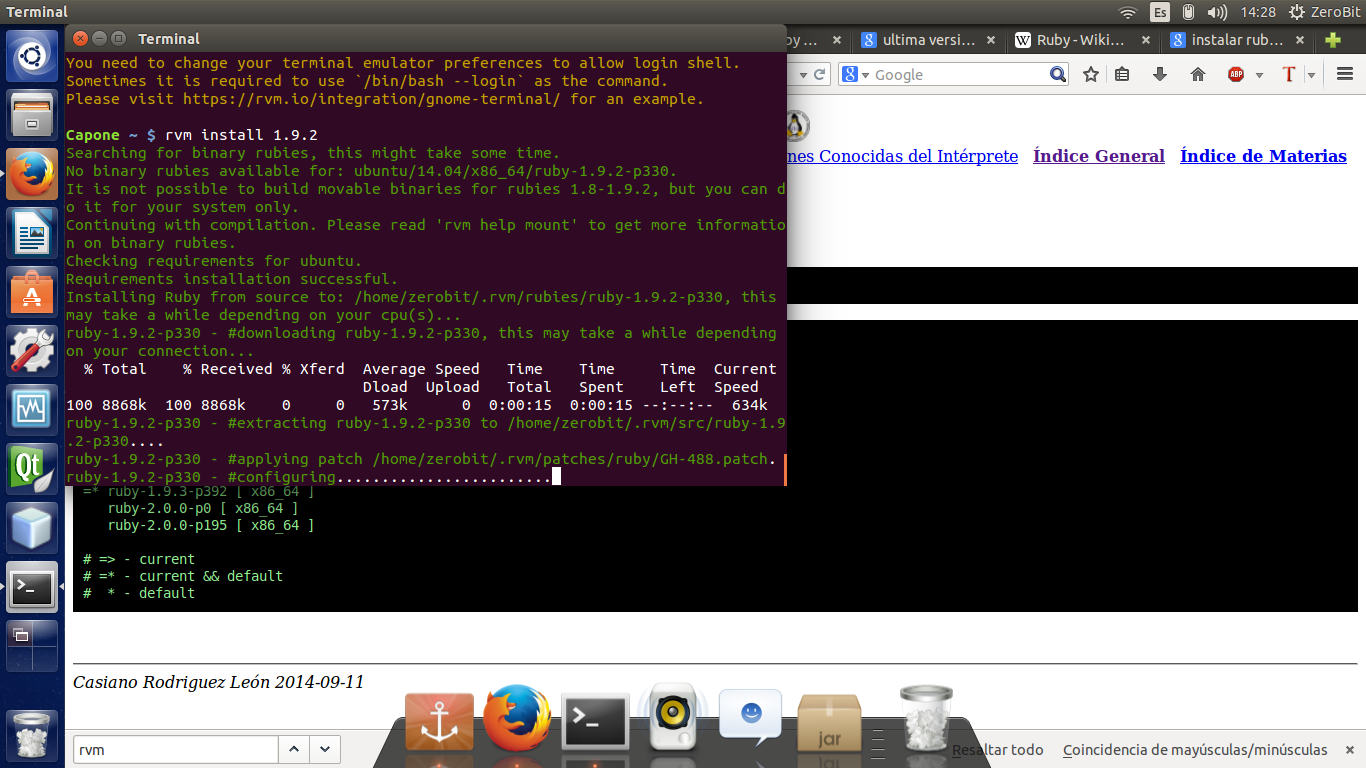 Terminal
Es
14:28
ZeroBit
Terminal
by ...
ultima versi...
Ruby - Wiki...
instalar rub...
Google
ABP
T
You need to change your terminal emulator preferences to allow login shell.
Sometimes it is required to use `/bin/bash --login` as the command.
Please visit https://rvm.io/integration/gnome-terminal/ for an example.
Capone ~ $ rvm install 1.9.2
Searching for binary rubies, this might take some time.
No binary rubies available for: ubuntu/14.04/x86_64/ruby-1.9.2-p330.
It is not possible to build movable binaries for rubies 1.8-1.9.2, but you can d
o it for your system only.
Continuing with compilation. Please read 'rvm help mount' to get more informatio
n on binary rubies.
Checking requirements for ubuntu.
Requirements installation successful.
Installing Ruby from source to: /home/zerobit/.rvm/rubies/ruby-1.9.2-p330, this
may take a while depending on your cpu(s)...
ruby-1.9.2-p330 - #downloading ruby-1.9.2-p330, this may take a while depending
on your connection...
% Total % Received % Xferd Average Speed Time Time Time Current
Dload Upload Total Spent Left Speed
100 8868k 100 8868k 0 0 573k 0 0:00:15 0:00:15 --:--:-- 634k
ruby-1.9.2-p330 - #extracting ruby-1.9.2-p330 to /home/zerobit/.rvm/src/ruby-1.9
.2-p330....
ruby-1.9.2-p330 - #applying patch /home/zerobit/.rvm/patches/ruby/GH-488.patch.
ruby-1.9.2-p330 - #configuring........................
nes Conocidas del Intérprete Índice General Índice de Materias
=* ruby-1.9.3-p392 [ x86_64 ]
ruby-2.0.0-p0 [ x86_64 ]
ruby-2.0.0-p195 [ x86_64 ]
# => - current
# =* - current && default
# * - default
Casiano Rodriguez León 2014-09-11
rvm
jar
Resaltar todo
Coincidencia de mayúsculas/minúsculas
Qt